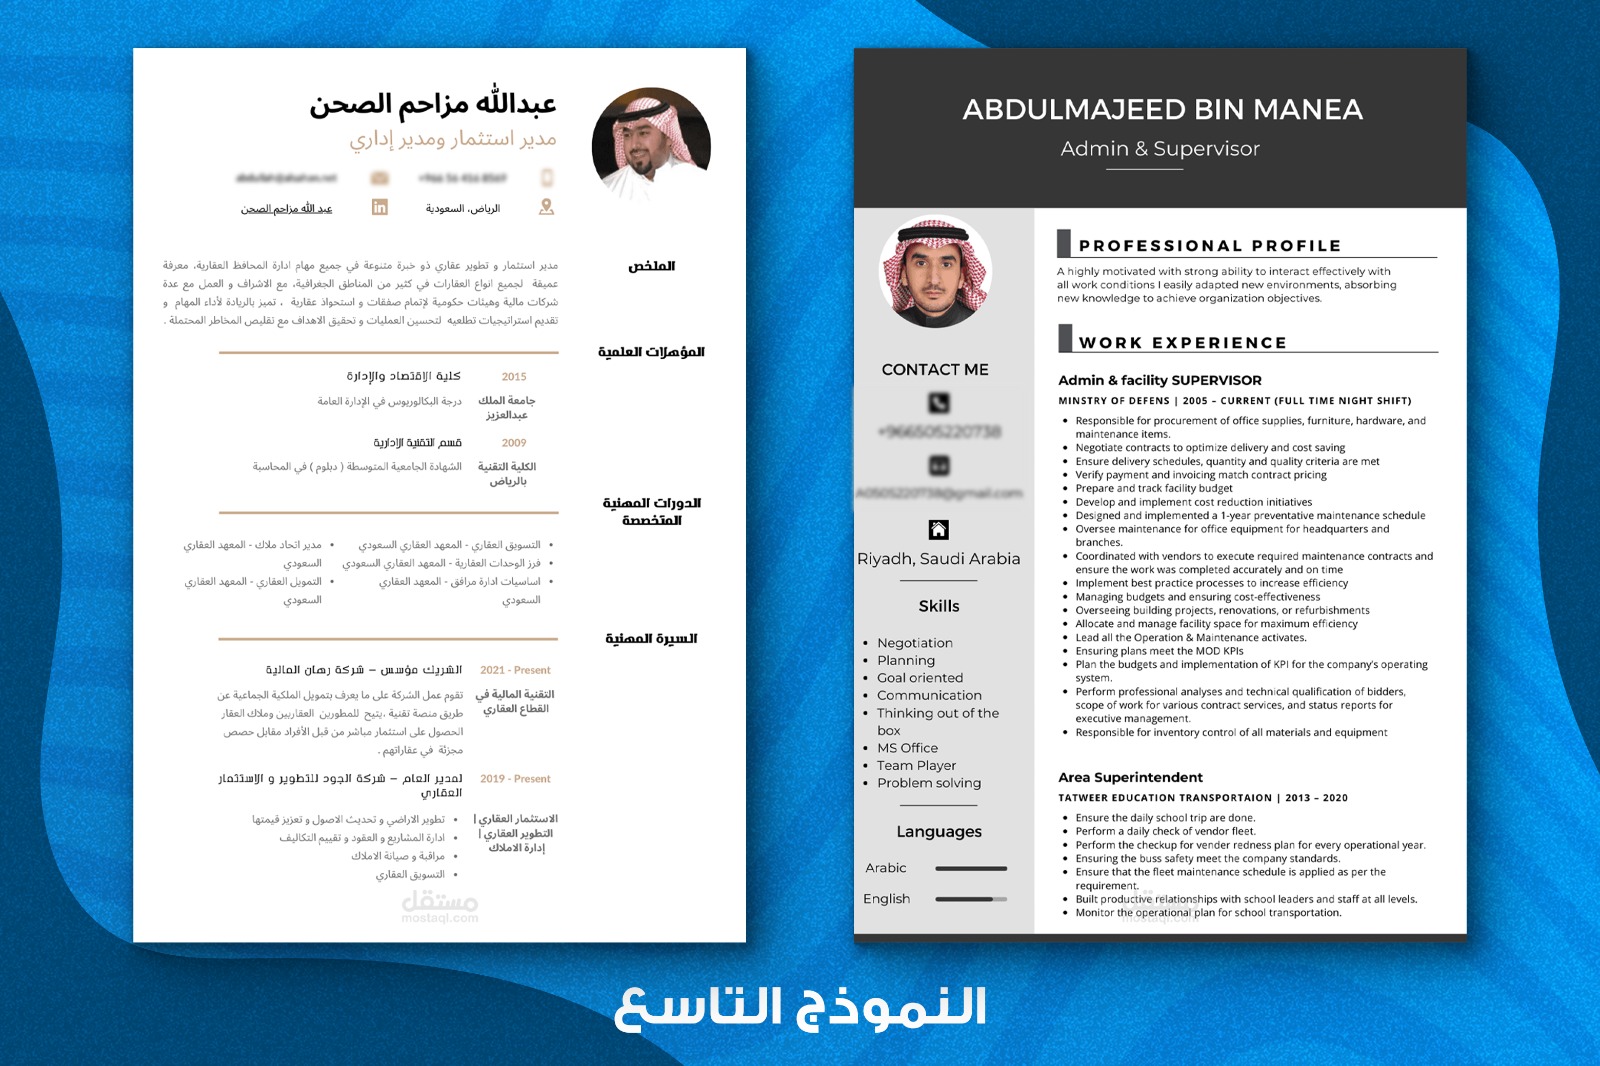 عبدالله مزاحم الصحن
مدير استثمار ومدير إداري
الرياض، السعودية
عبد الله مزاحم الصحن
الملخص
مدير استثمار و تطوير عقاري ذو خبرة متنوعة في جميع مهام ادارة المحافظ العقارية، معرفة
عميقة لجميع انواع العقارات في كثير من المناطق الجغرافية، مع الاشراف و العمل مع عدة
شركات مالية وهيئات حكومية لإتمام صفقات و استحواذ عقارية ، تميز بالريادة لأداء المهام و
تقديم استراتيجيات تطلعيه لتحسين العمليات و تحقيق الاهداف مع تقليص المخاطر المحتملة .
المؤهلات العلمية
2015
كلية الاقتصاد والإدارة
جامعة الملك
عبدالعزيز
درجة البكالوريوس في الإدارة العامة
2009
قسم التقنية الإدارية
الكلية التقنية
بالرياض
الشهادة الجامعية المتوسطة ( دبلوم ) في المحاسبة
الدورات المهنية
المتخصصة
• التسويق العقاري - المعهد العقاري السعودي
• فرز الوحدات العقارية - المعهد العقاري السعودي
• اساسيات ادارة مرافق - المعهد العقاري
السعودي
• مدير اتحاد ملاك - المعهد العقاري
السعودي
• التمويل العقاري - المعهد العقاري
السعودي
السيرة المهنية
2021 - Present
الشريك مؤسس – شركة رهان المالية
التقنية المالية في
القطاع العقاري
تقوم عمل الشركة على ما يعرف بتمويل الملكية الجماعية عن
طريق منصة تقنية ،يتيح للمطورين العقاريين وملاك العقار
الحصول على استثمار مباشر من قبل الأفراد مقابل حصص
مجزئة في عقاراتهم .
2019 - Present
لمدير العام – شركة الجود للتطوير و الاستثمار
العقاري
الاستثمار العقاري |
التطوير العقاري |
إدارة الاملاك
• تطوير الاراضي و تحديث الاصول و تعزيز قيمتها
• ادارة المشاريع و العقود و تقييم التكاليف
• مراقبة و صيانة الاملاك
• التسويق العقاري
مستقل
mostaql.com
ABDULMAJEED BIN MANEA
Admin & Supervisor
CONTACT ME
+966505220738
A0505220738@gmail.com
Riyadh, Saudi Arabia
Skills
• Negotiation
• Planning
• Goal oriented
• Communication
• Thinking out of the
box
• MS Office
• Team Player
• Problem solving
Languages
Arabic
English
PROFESSIONAL PROFILE
A highly motivated with strong ability to interact effectively with
all work conditions I easily adapted new environments, absorbing
new knowledge to achieve organization objectives.
WORK EXPERIENCE
Admin & facility SUPERVISOR
MINSTRY OF DEFENS | 2005 – CURRENT (FULL TIME NIGHT SHIFT)
• Responsible for procurement of office supplies, furniture, hardware, and
maintenance items.
• Negotiate contracts to optimize delivery and cost saving
• Ensure delivery schedules, quantity and quality criteria are met
• Verify payment and invoicing match contract pricing
• Prepare and track facility budget
• Develop and implement cost reduction initiatives
• Designed and implemented a 1-year preventative maintenance schedule
• Oversee maintenance for office equipment for headquarters and
branches.
• Coordinated with vendors to execute required maintenance contracts and
ensure the work was completed accurately and on time
• Implement best practice processes to increase efficiency
• Managing budgets and ensuring cost-effectiveness
• Overseeing building projects, renovations, or refurbishments
• Allocate and manage facility space for maximum efficiency
• Lead all the Operation & Maintenance activates.
• Ensuring plans meet the MOD KPIs
• Plan the budgets and implementation of KPI for the company's operating
system.
• Perform professional analyses and technical qualification of bidders,
scope of work for various contract services, and status reports for
executive management.
• Responsible for inventory control of all materials and equipment
Area Superintendent
TATWEER EDUCATION TRANSPORTAION | 2013 – 2020
• Ensure the daily school trip are done.
• Perform a daily check of vendor fleet.
• Perform the checkup for vender redness plan for every operational year.
• Ensuring the buss safety meet the company standards.
• Ensure that the fleet maintenance schedule is applied as per the
requirement.
• Built productive relationships with school leaders and staff at all levels.
• Monitor the operational plan for school transportation.
مستقل
mostaql.com
النموذج التاسع